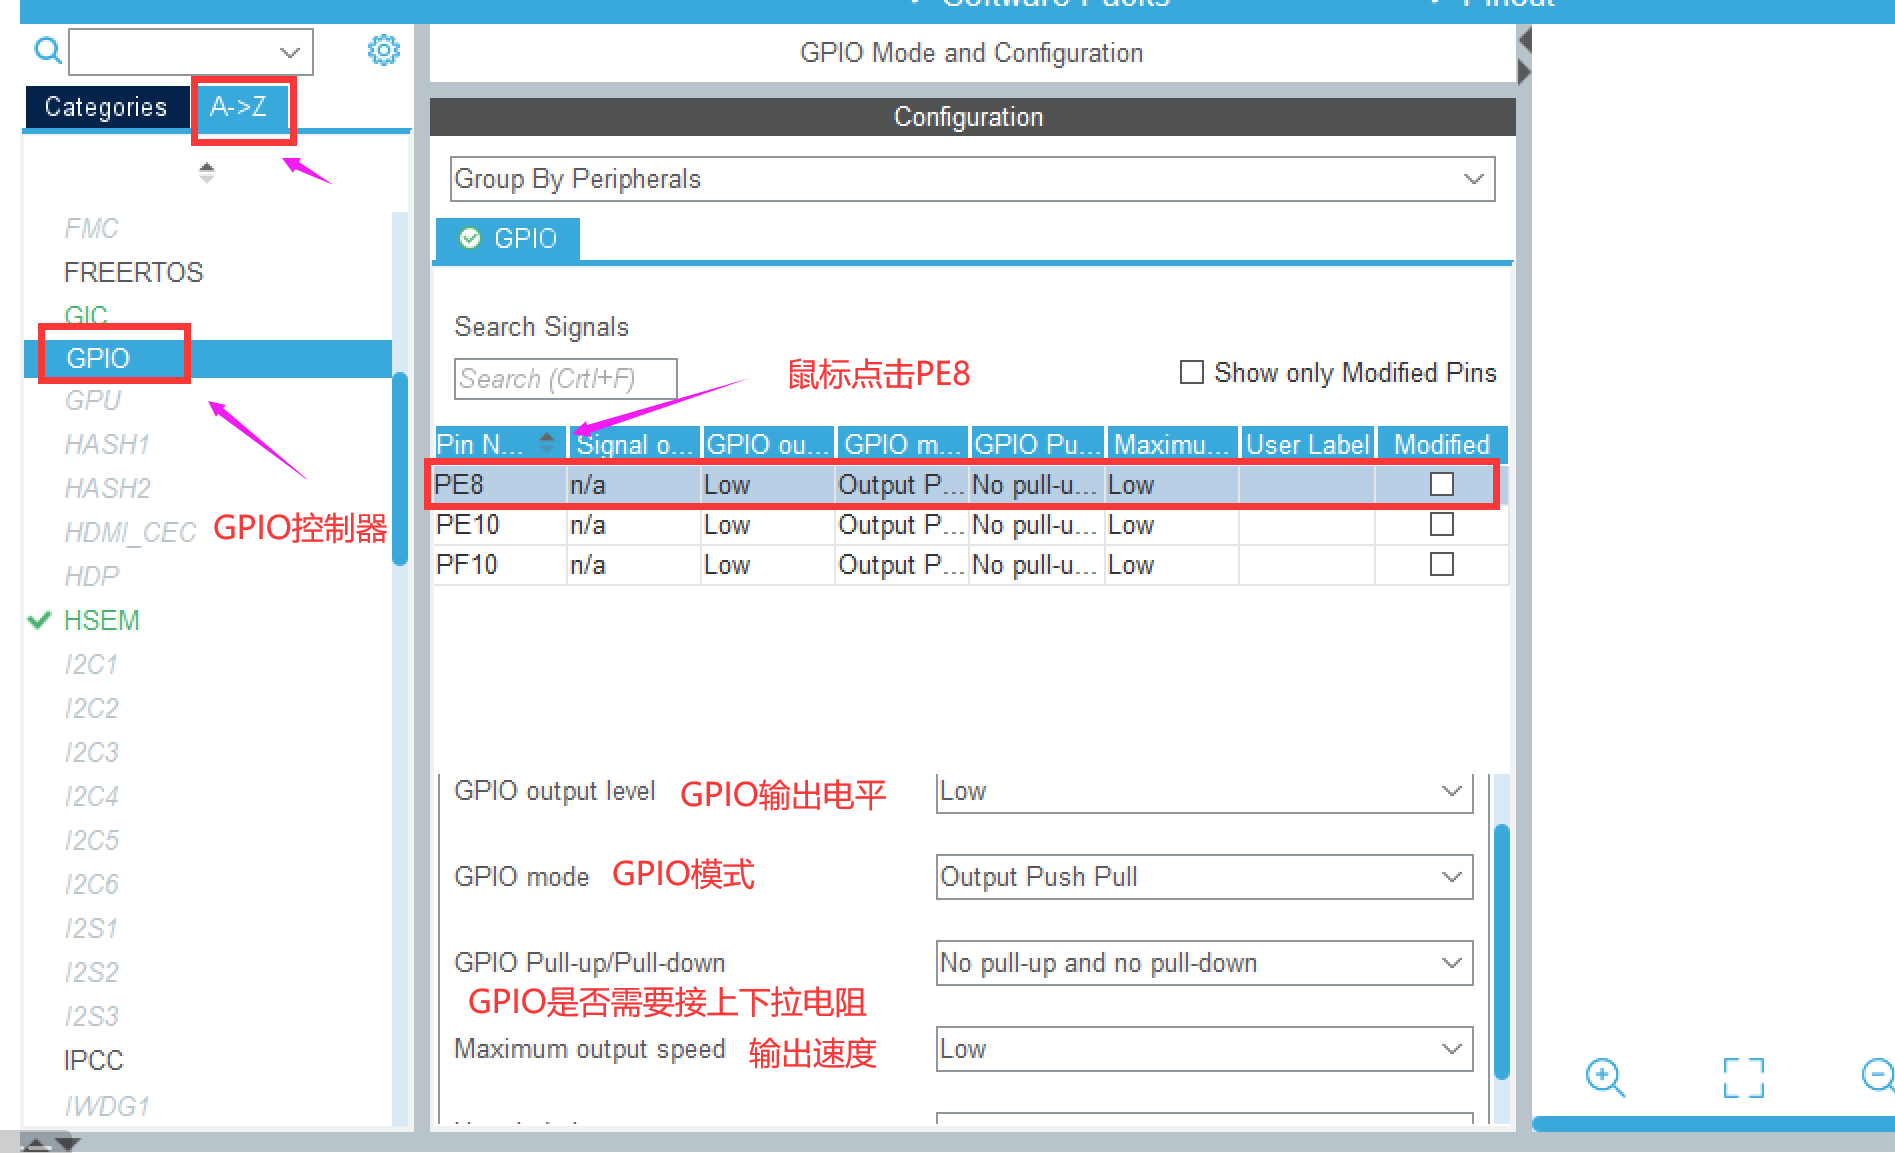 Software Packs
Pinout
GPIO Mode and Configuration
Categories
A->Z
Configuration
Group By Peripherals
FMC
FREERTOS
GIC
GPIO
GPU
HASH1
HASH2
HDMI_CEC
HDP
HSEM
I2C1
I2C2
I2C3
I2C4
I2C5
I2C6
I2S1
I2S2
I2S3
IPCC
IWDG1
GPIO控制器
GPIO
Search Signals
Search (Crtl+F)
鼠标点击PE8
Show only Modified Pins
Pin N... Signal o... GPIO ou... GPIO m... GPIO Pu... Maximu... User Label Modified
PE8 n/a Low Output P... No pull-u... Low
PE10 n/a Low Output P... No pull-u... Low
PF10 n/a Low Output P... No pull-u... Low
GPIO output level GPIO输出电平 Low
GPIO mode GPIO模式 Output Push Pull
GPIO Pull-up/Pull-down No pull-up and no pull-down
GPIO是否需要接上下拉电阻
Maximum output speed 输出速度 Low